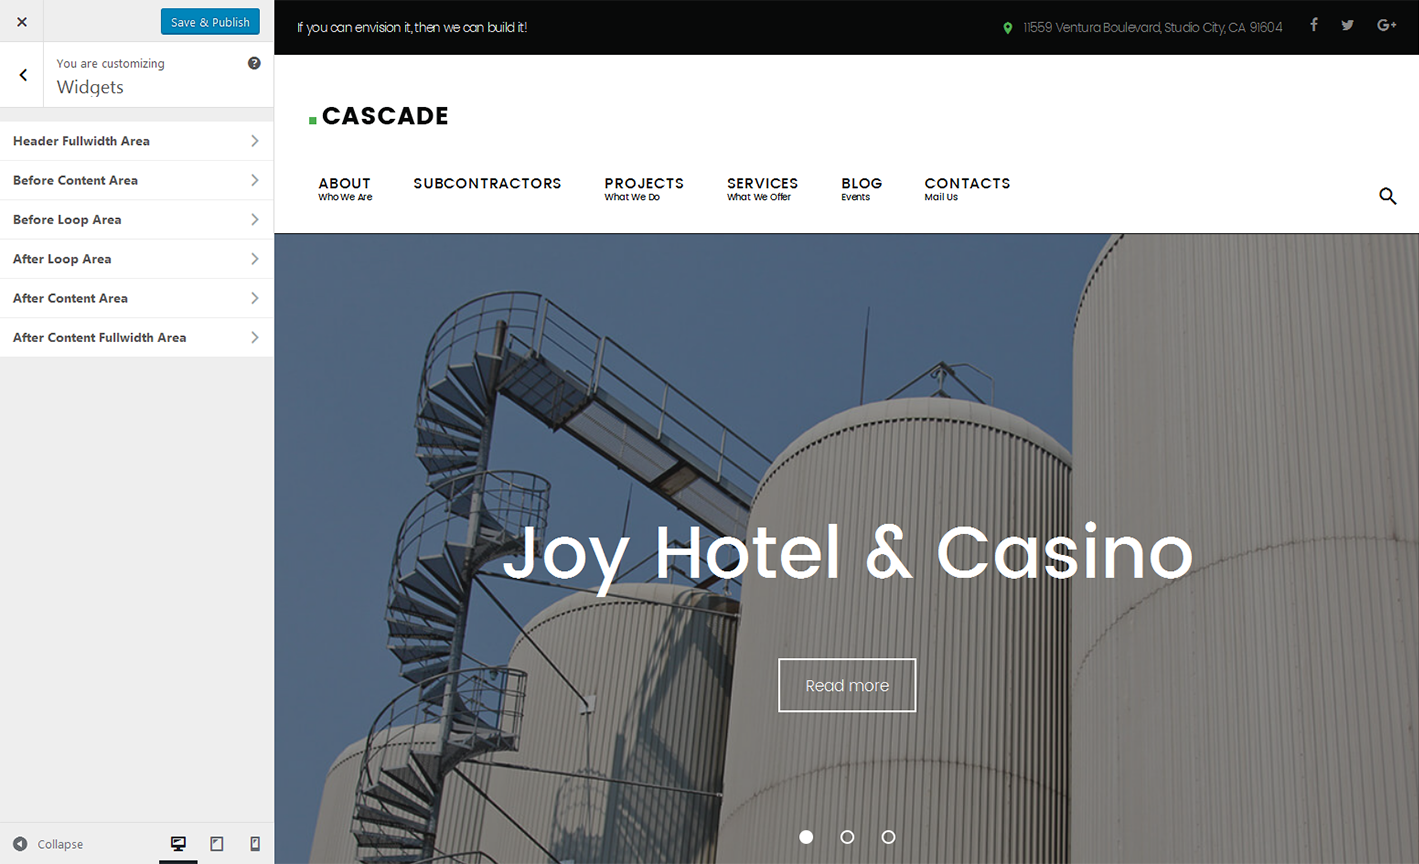 Save & Publish
You are customizing
Widgets
Header Fullwidth Area
Before Content Area
Before Loop Area
After Loop Area
After Content Area
After Content Fullwidth Area
Collapse
If you can envision it, then we can build it!
11559 Ventura Boulevard, Studio City, CA 91604
G+
CASCADE
ABOUT
Who We Are
SUBCONTRACTORS
PROJECTS
What We Do
SERVICES
What We Offer
BLOG
Events
CONTACTS
Mail Us
Joy Hotel & Casino
Read more